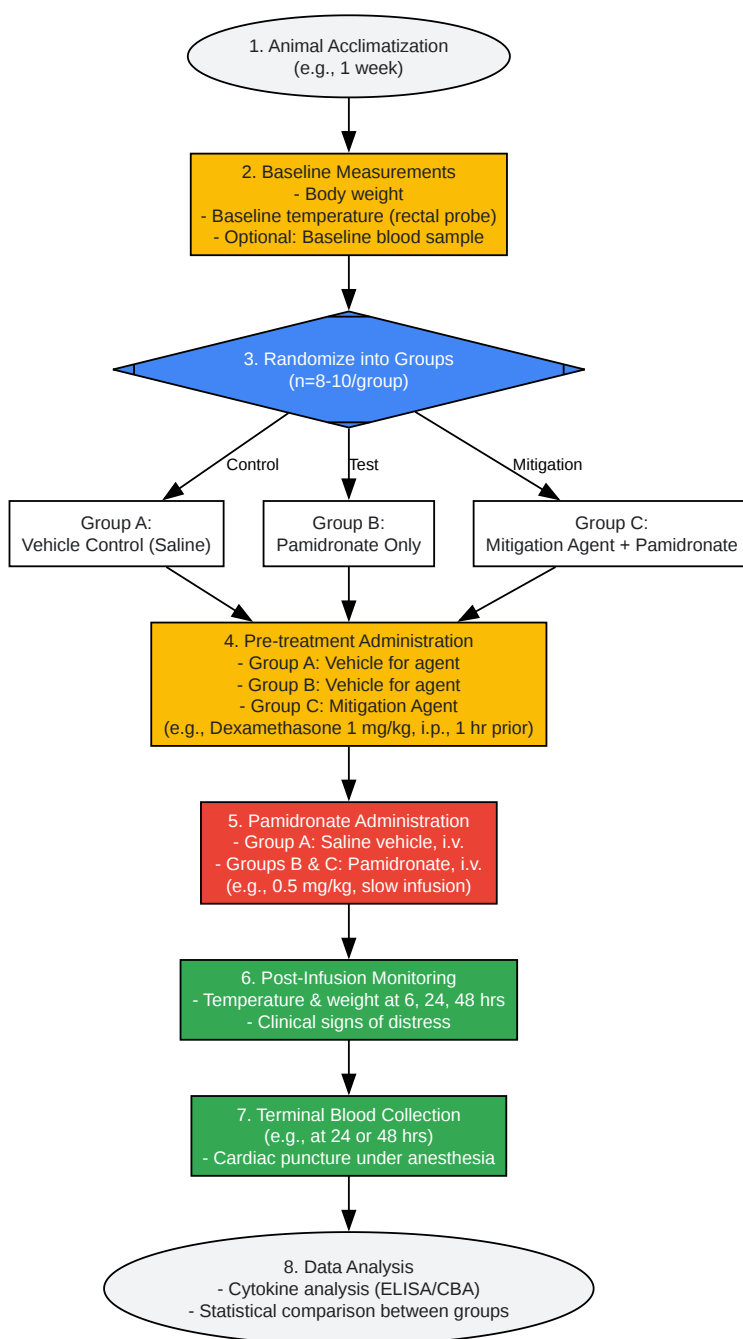 1. Animal Acclimatization
(e.g., 1 week)
2. Baseline Measurements
- Body weight
- Baseline temperature (rectal probe)
- Optional: Baseline blood sample
3. Randomize into Groups
(n=8-10/group)
Control
Test
Mitigation
Group A:
Vehicle Control (Saline)
Group B:
Pamidronate Only
Group C:
Mitigation Agent + Pamidronate
4. Pre-treatment Administration
- Group A: Vehicle for agent
- Group B: Vehicle for agent
- Group C: Mitigation Agent
(e.g., Dexamethasone 1 mg/kg, i.p., 1 hr prior)
5. Pamidronate Administration
- Group A: Saline vehicle, i.v.
- Groups B & C: Pamidronate, i.v.
(e.g., 0.5 mg/kg, slow infusion)
6. Post-Infusion Monitoring
- Temperature & weight at 6, 24, 48 hrs
- Clinical signs of distress
7. Terminal Blood Collection
(e.g., at 24 or 48 hrs)
- Cardiac puncture under anesthesia
8. Data Analysis
- Cytokine analysis (ELISA/CBA)
- Statistical comparison between groups